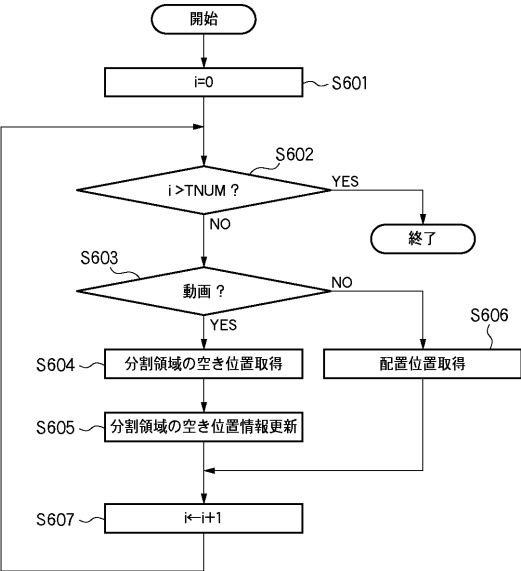 開始
i=0
S601
S602
i>TNUM?
YES
NO
終了
S603
動画?
NO
YES
S606
S604
分割領域の空き位置取得
配置位置取得
S605
分割領域の空き位置情報更新
S607
i←i+1